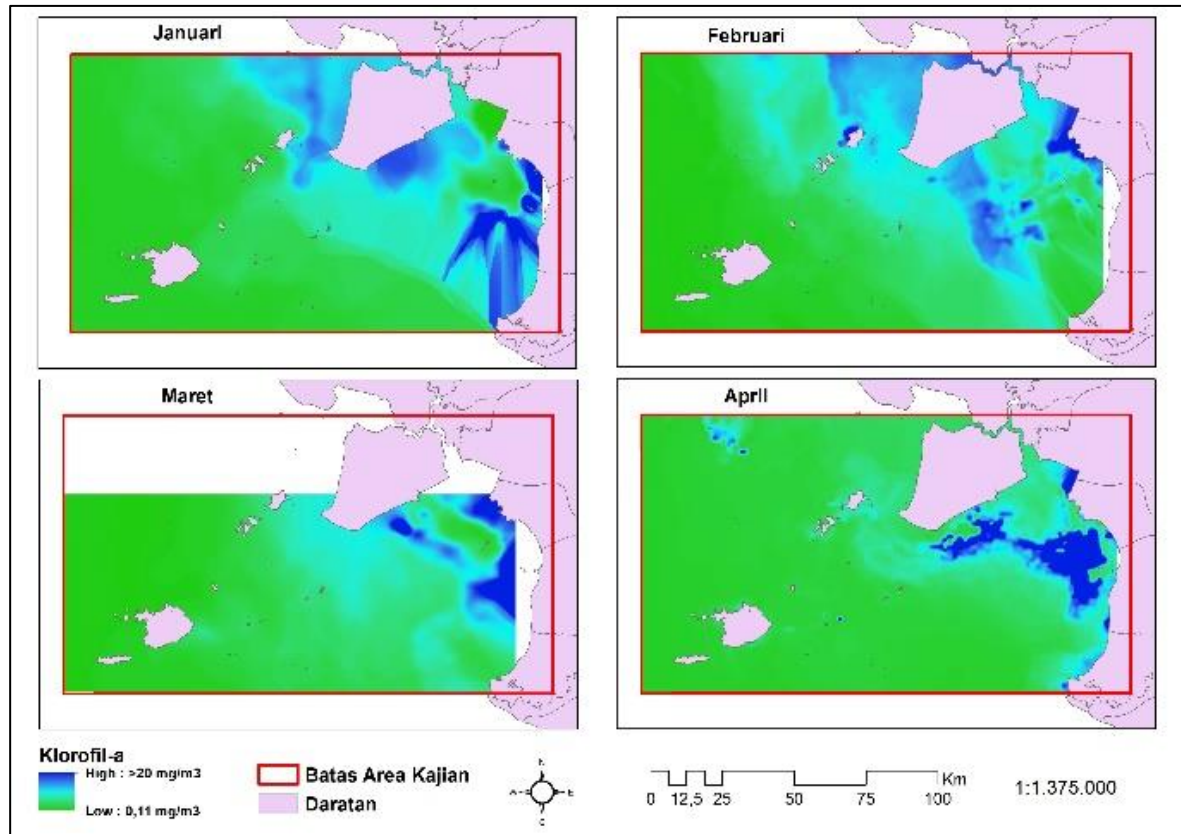 Januari
Februari
Maret
April
Klorofil-a
High : >20 mg/m3
Low : 0,11 mg/m3
Batas Area Kajian
Daratan
N
Km
0 12,5 25 50 75 100
1:1.375.000